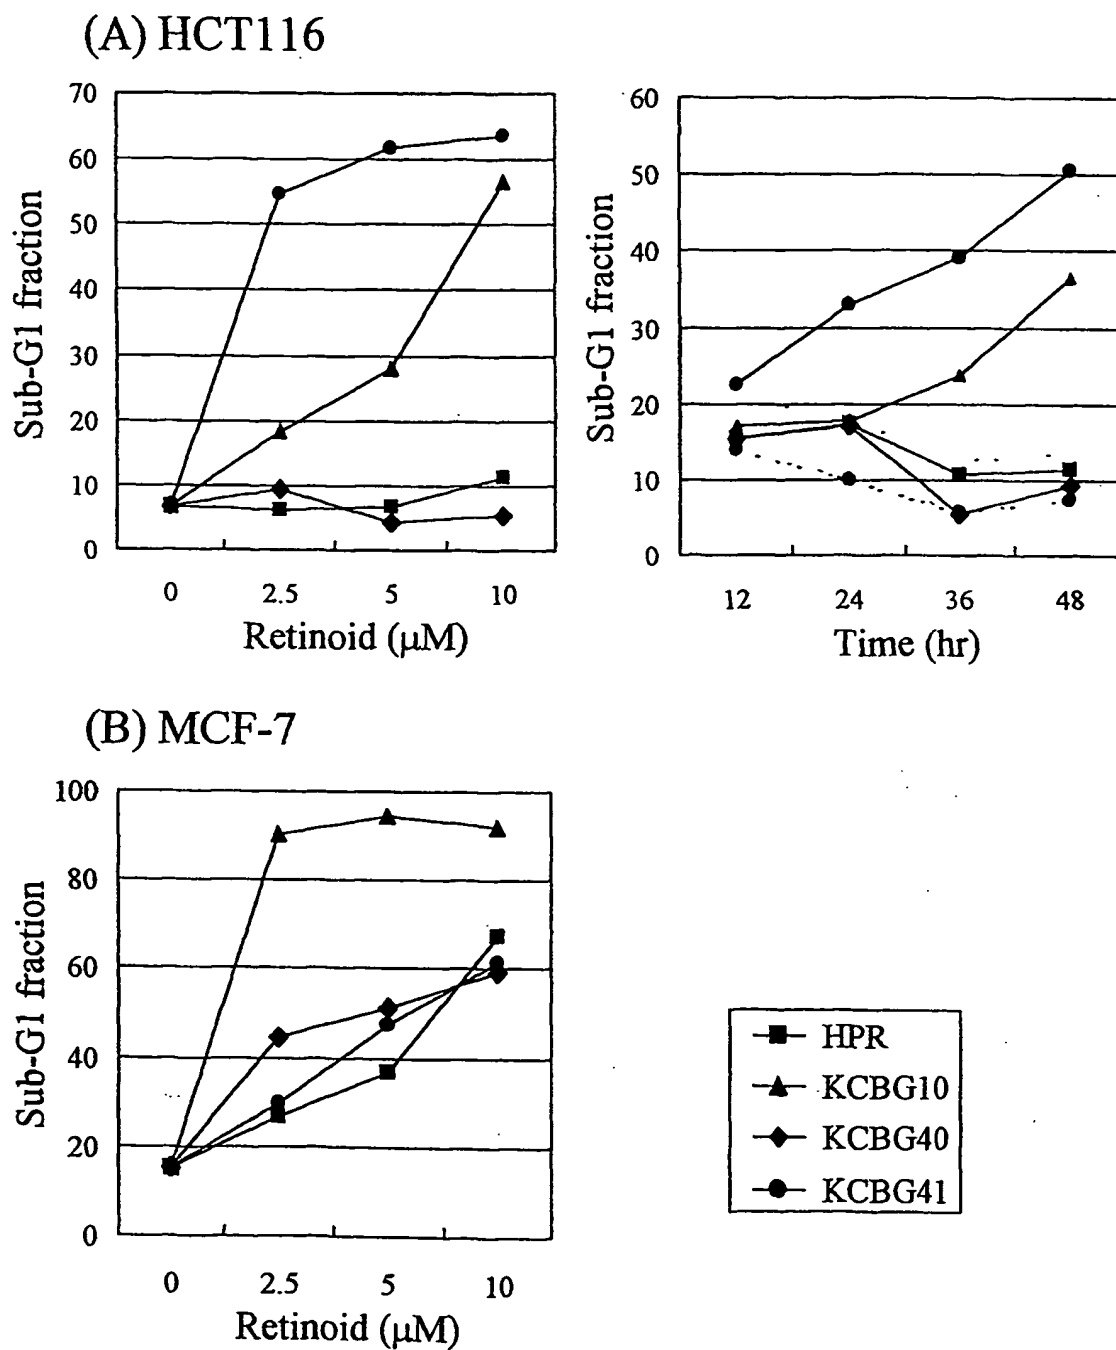 (A) HCT116
Sub-G1 fraction
70
60
50
40
30
20
10
0
0 2.5 5 10
Retinoid (μM)
Sub-G1 fraction
60
50
40
30
20
10
0
12 24 36 48
Time (hr)
(B) MCF-7
Sub-G1 fraction
100
80
60
40
20
0
0 2.5 5 10
Retinoid (μM)
HPR
KCBG10
KCBG40
KCBG41